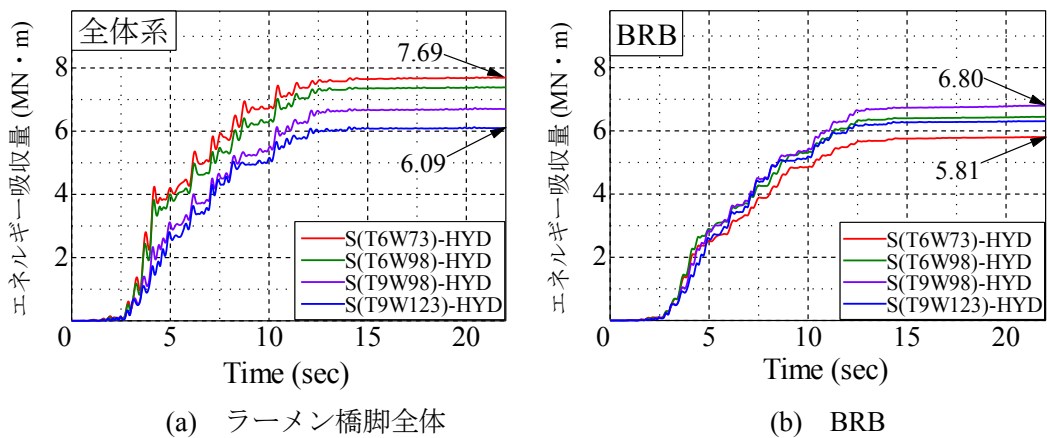 全体系
7.69
6.09
エネルギー吸収量 (MN・m)
8
6
4
2
S(T6W73)-HYD
S(T6W98)-HYD
S(T9W98)-HYD
S(T9W123)-HYD
0 5 10 15 20
Time (sec)
(a) ラーメン橋脚全体
BRB
6.80
5.81
エネルギー吸収量 (MN・m)
8
6
4
2
S(T6W73)-HYD
S(T6W98)-HYD
S(T9W98)-HYD
S(T9W123)-HYD
0 5 10 15 20
Time (sec)
(b) BRB